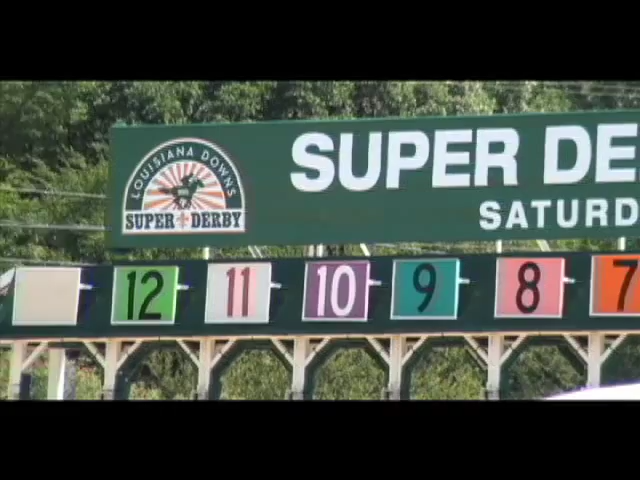 LOUISIANA DOWNS
SUPER DERBY
SUPER DE
SATURD
12 11 10 9 8 7